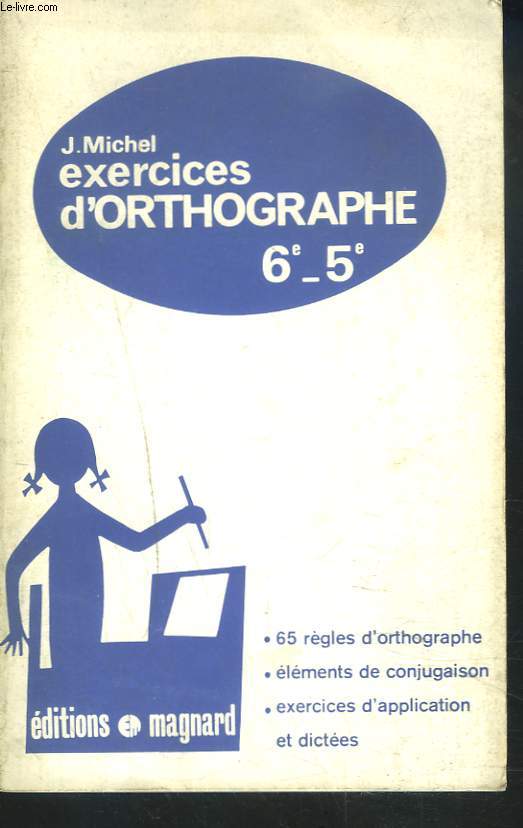 Le-livre.com
J. Michel
exercices
d'ORTHOGRAPHE
6e_5e
• 65 règles d'orthographe
• éléments de conjugaison
• exercices d'application
et dictées
éditions EM magnard